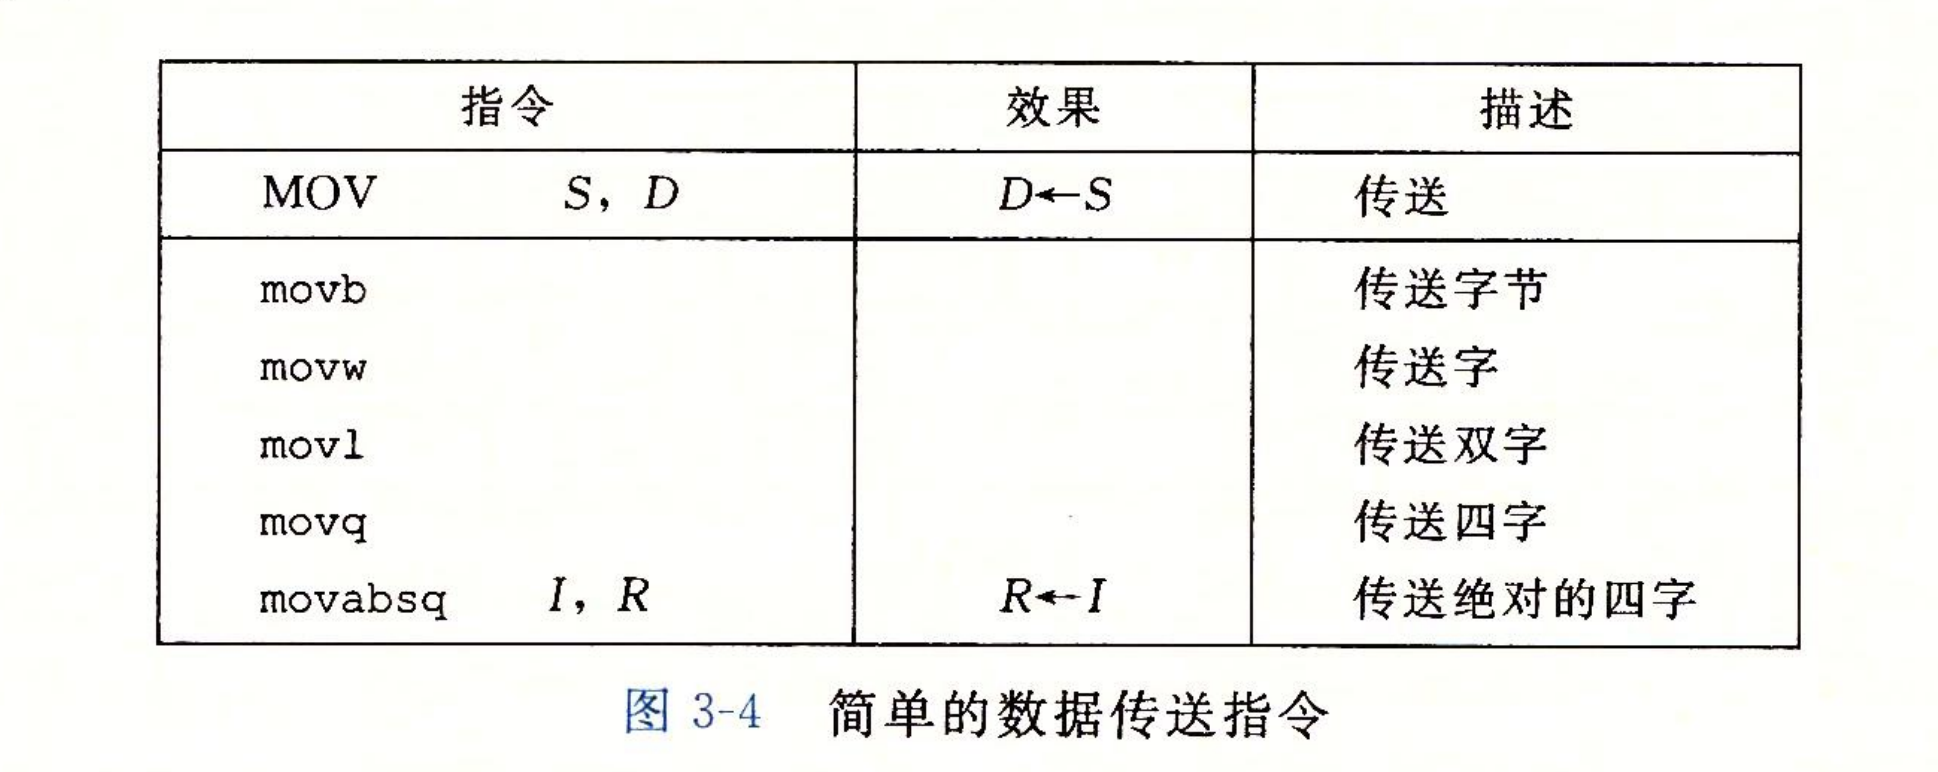 指令 效果 描述
MOV S, D D←S 传送
movb 传送字节
movw 传送字
movl 传送双字
movq 传送四字
movabsq I, R R←I 传送绝对的四字
图 3-4 简单的数据传送指令